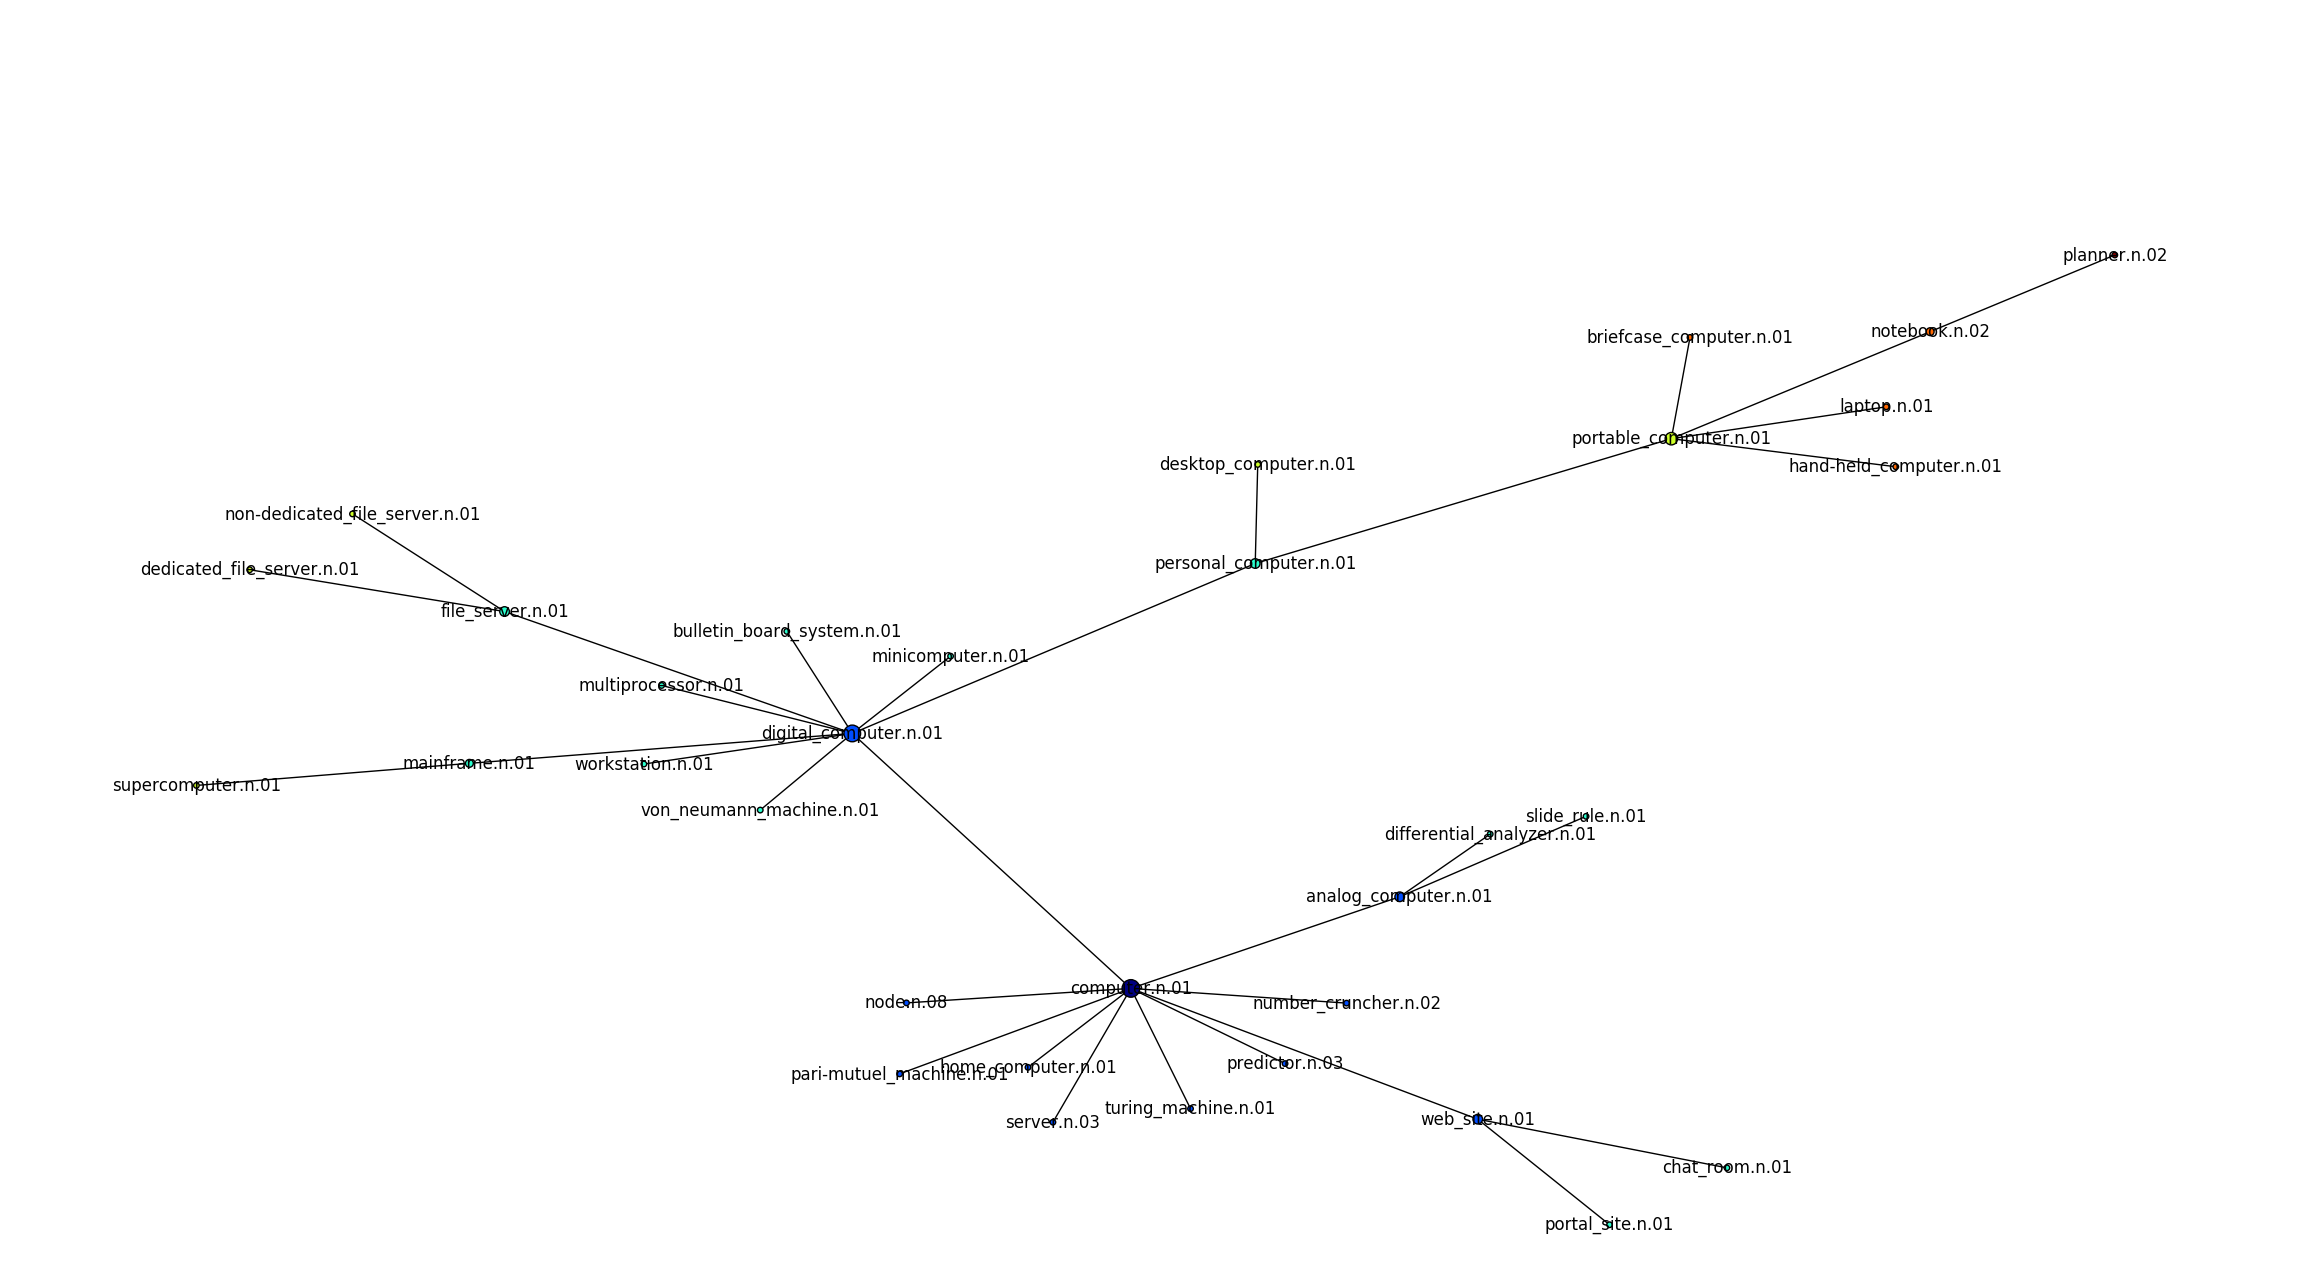 planner.n.02
notebook.n.02
briefcase_computer.n.01
laptop.n.01
portable_computer.n.01
desktop_computer.n.01
hand-held_computer.n.01
non-dedicated_file_server.n.01
personal_computer.n.01
dedicated_file_server.n.01
file_server.n.01
bulletin_board_system.n.01
minicomputer.n.01
multiprocessor.n.01
digital_computer.n.01
mainframe.n.01
workstation.n.01
supercomputer.n.01
von_neumann_machine.n.01
slide_rule.n.01
differential_analyzer.n.01
analog_computer.n.01
computer.n.01
node.n.08
number_cruncher.n.02
predictor.n.03
home_computer.n.01
pari-mutuel_machine.n.01
turing_machine.n.01
server.n.03
web_site.n.01
chat_room.n.01
portal_site.n.01